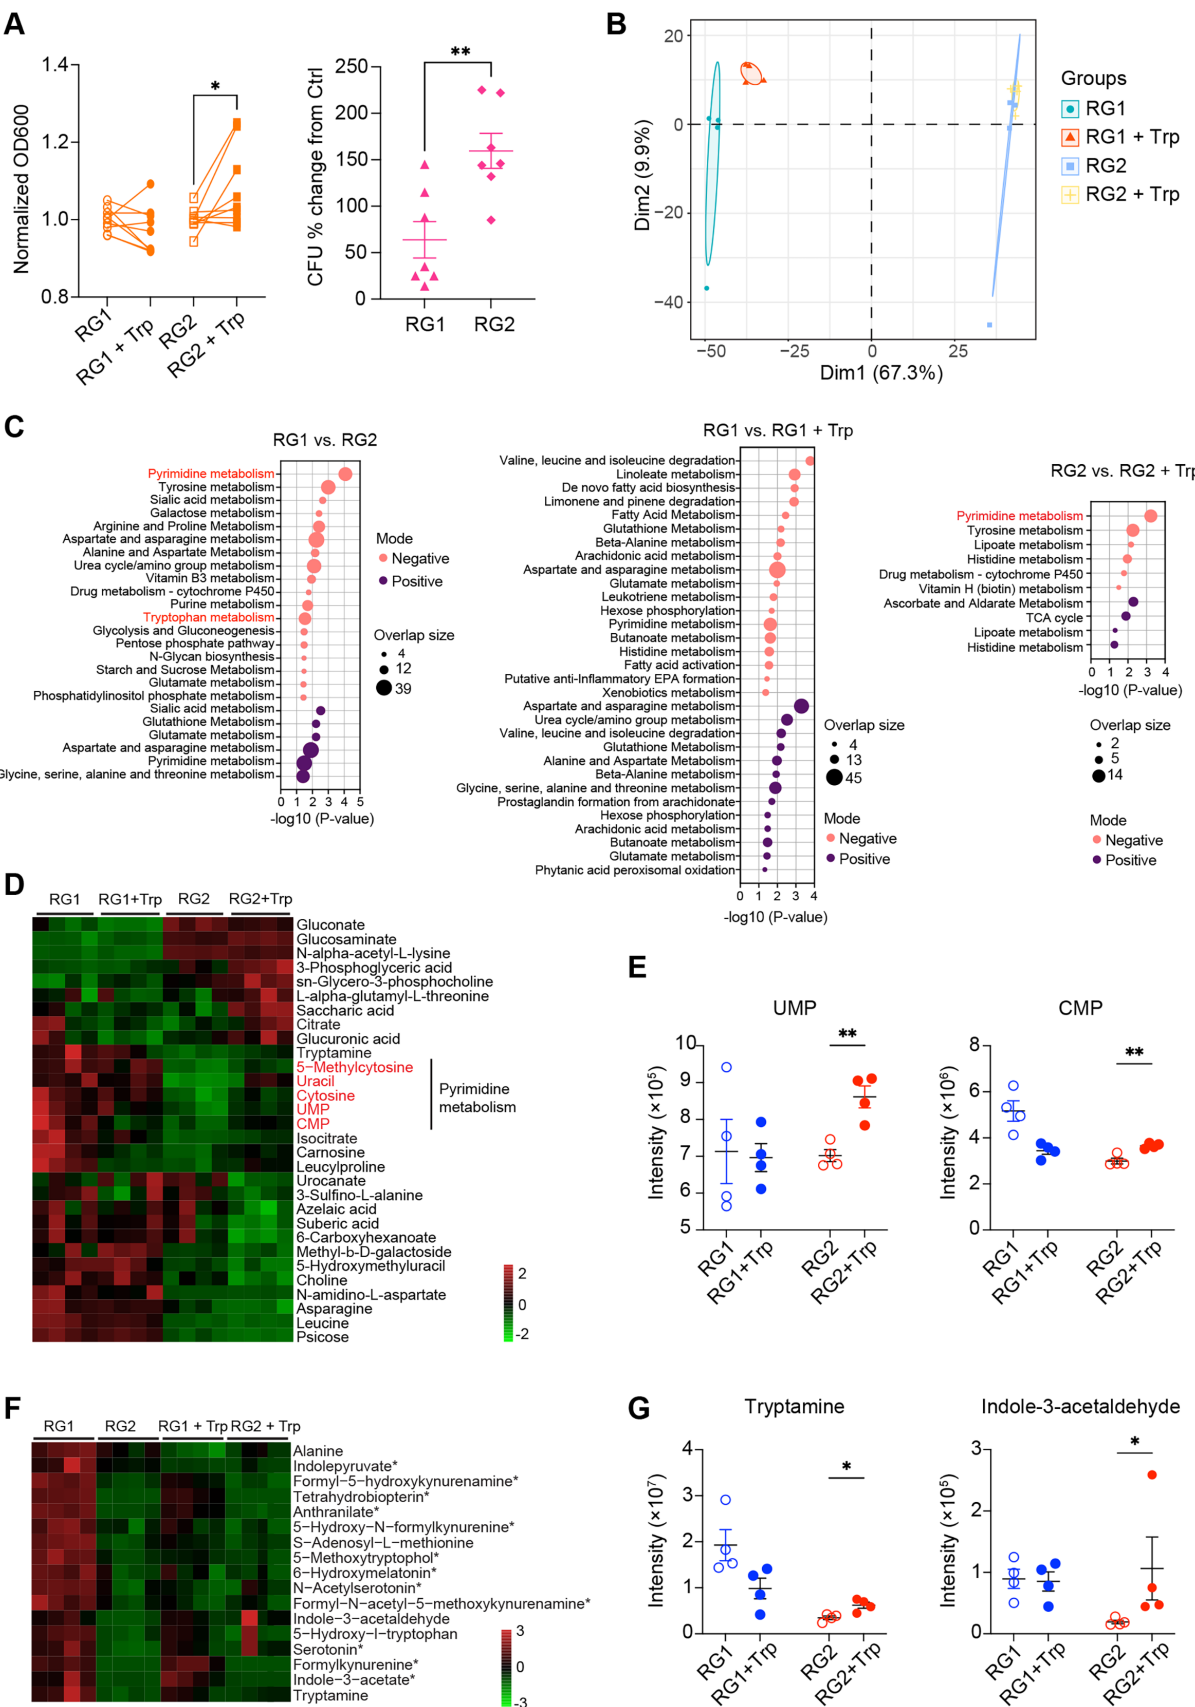 A
1.4
1.2
1.0
0.8
Normalized OD600
*
RG1
RG1 + Trp
RG2
RG2 + Trp
250
200
150
100
50
0
CFU % change from Ctrl
**
RG1
RG2
B
20
0
−20
−40
Dim2 (9.9%)
−50
−25
0
25
Dim1 (67.3%)
Groups
RG1
RG1 + Trp
RG2
RG2 + Trp
C
RG1 vs. RG2
Pyrimidine metabolism
Tyrosine metabolism
Sialic acid metabolism
Galactose metabolism
Arginine and Proline Metabolism
Aspartate and asparagine metabolism
Alanine and Aspartate Metabolism
Urea cycle/amino group metabolism
Vitamin B3 metabolism
Drug metabolism - cytochrome P450
Purine metabolism
Tryptophan metabolism
Glycolysis and Gluconeogenesis
Pentose phosphate pathway
N-Glycan biosynthesis
Starch and Sucrose Metabolism
Glutamate metabolism
Phosphatidylinositol phosphate metabolism
Sialic acid metabolism
Glutathione Metabolism
Glutamate metabolism
Aspartate and asparagine metabolism
Pyrimidine metabolism
Glycine, serine, alanine and threonine metabolism
0 1 2 3 4 5
-log10 (P-value)
Mode
Negative
Positive
Overlap size
4
12
39
RG1 vs. RG1 + Trp
Valine, leucine and isoleucine degradation
Linoleate metabolism
De novo fatty acid biosynthesis
Limonene and pinene degradation
Fatty Acid Metabolism
Glutathione Metabolism
Beta-Alanine metabolism
Arachidonic acid metabolism
Aspartate and asparagine metabolism
Glutamate metabolism
Leukotriene metabolism
Hexose phosphorylation
Pyrimidine metabolism
Butanoate metabolism
Histidine metabolism
Fatty acid activation
Putative anti-Inflammatory EPA formation
Xenobiotics metabolism
Aspartate and asparagine metabolism
Urea cycle/amino group metabolism
Valine, leucine and isoleucine degradation
Glutathione Metabolism
Alanine and Aspartate Metabolism
Beta-Alanine metabolism
Glycine, serine, alanine and threonine metabolism
Prostaglandin formation from arachidonate
Hexose phosphorylation
Arachidonic acid metabolism
Butanoate metabolism
Glutamate metabolism
Phytanic acid peroxisomal oxidation
0 1 2 3 4
-log10 (P-value)
Overlap size
4
13
45
Mode
Negative
Positive
RG2 vs. RG2 + Trp
Pyrimidine metabolism
Tyrosine metabolism
Lipoate metabolism
Histidine metabolism
Drug metabolism - cytochrome P450
Vitamin H (biotin) metabolism
Ascorbate and Aldarate Metabolism
TCA cycle
Lipoate metabolism
Histidine metabolism
0 1 2 3 4
-log10 (P-value)
Overlap size
2
5
14
Mode
Negative
Positive
D
RG1 RG1+Trp RG2 RG2+Trp
Gluconate
Glucosaminate
N-alpha-acetyl-L-lysine
3-Phosphoglyceric acid
sn-Glycero-3-phosphocholine
L-alpha-glutamyl-L-threonine
Saccharic acid
Citrate
Glucuronic acid
Tryptamine
5−Methylcytosine
Uracil
Cytosine
UMP
CMP
Isocitrate
Carnosine
Leucylproline
Urocanate
3-Sulfino-L-alanine
Azelaic acid
Suberic acid
6-Carboxyhexanoate
Methyl-b-D-galactoside
5-Hydroxymethyluracil
Choline
N-amidino-L-aspartate
Asparagine
Leucine
Psicose
Pyrimidine
metabolism
2
0
-2
E
UMP
10
9
8
7
6
5
Intensity (×10⁵)
**
RG1
RG1+Trp
RG2
RG2+Trp
CMP
8
6
4
2
0
Intensity (×10⁶)
**
RG1
RG1+Trp
RG2
RG2+Trp
F
RG1 RG2 RG1 + Trp RG2 + Trp
Alanine
Indolepyruvate*
Formyl−5−hydroxykynurenamine*
Tetrahydrobiopterin*
Anthranilate*
5−Hydroxy−N−formylkynurenine*
S−Adenosyl−L−methionine
5−Methoxytryptophol*
6−Hydroxymelatonin*
N−Acetylserotonin*
Formyl−N−acetyl−5−methoxykynurenamine*
Indole−3−acetaldehyde
5−Hydroxy−l−tryptophan
Serotonin*
Formylkynurenine*
Indole−3−acetate*
Tryptamine
3
0
-3
G
Tryptamine
4
3
2
1
0
Intensity (×10⁷)
*
RG1
RG1+Trp
RG2
RG2+Trp
Indole-3-acetaldehyde
3
2
1
0
Intensity (×10⁵)
*
RG1
RG1+Trp
RG2
RG2+Trp